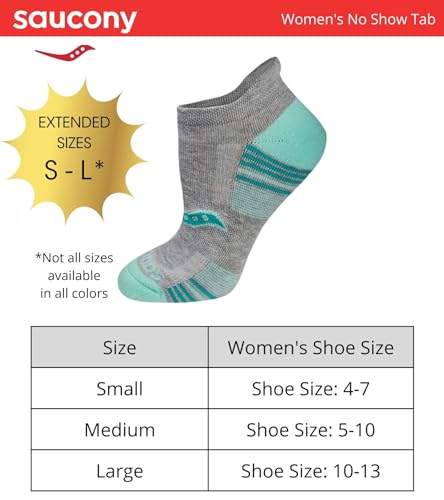 saucony
Women's No Show Tab
EXTENDED
SIZES
S - L*
*Not all sizes
available
in all colors
Size Women's Shoe Size
Small Shoe Size: 4-7
Medium Shoe Size: 5-10
Large Shoe Size: 10-13